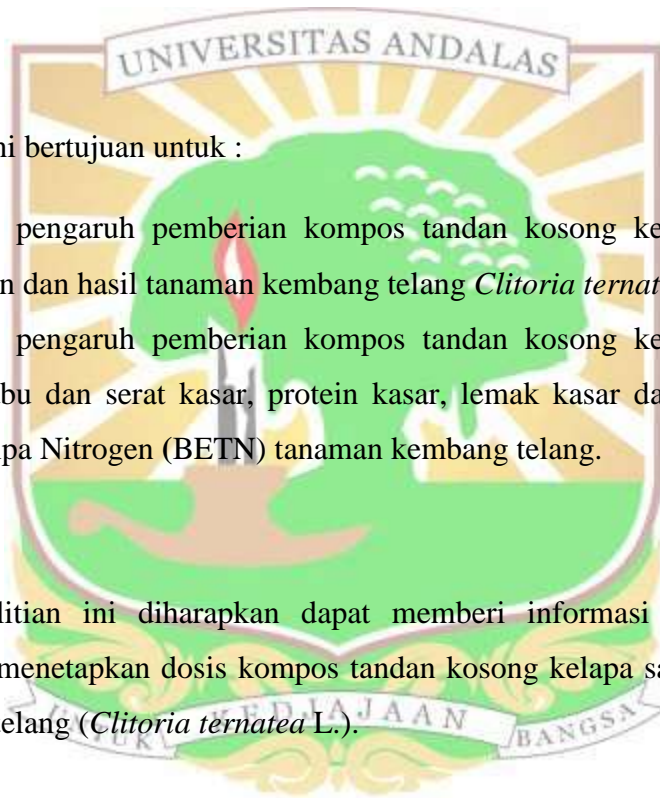 UNIVERSITAS ANDALAS
ni bertujuan untuk :
pengaruh pemberian kompos tandan kosong ke
n dan hasil tanaman kembang telang Clitoria ternat
pengaruh pemberian kompos tandan kosong ke
bu dan serat kasar, protein kasar, lemak kasar da
pa Nitrogen (BETN) tanaman kembang telang.
litian ini diharapkan dapat memberi informasi
menetapkan dosis kompos tandan kosong kelapa sa
elang (Clitoria ternatea L.).
UNTUK KEDJAJAAN BANGSA